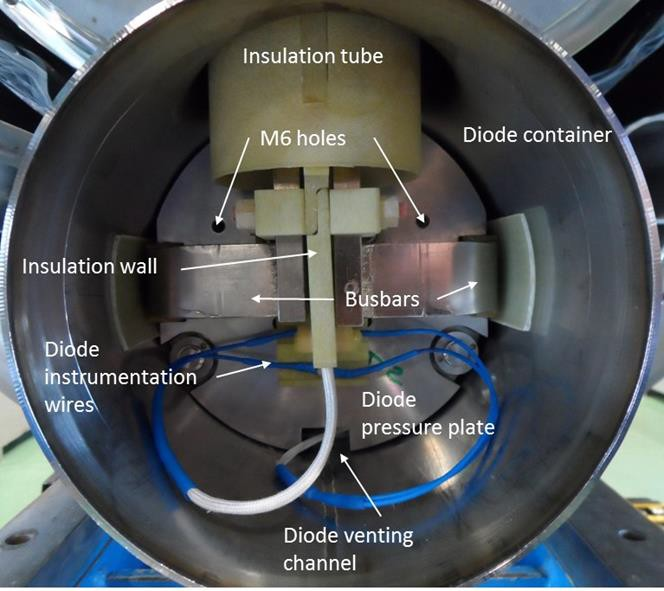 Insulation tube
M6 holes
Diode container
Insulation wall
Busbars
Diode
instrumentation
wires
Diode
pressure plate
Diode venting
channel